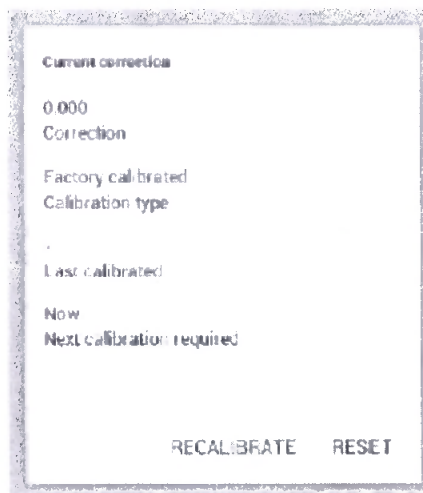 Current correction
0.000
Correction
Factory calibrated
Calibration type
-
Last calibrated
Now
Next calibration required
RECALIBRATE RESET